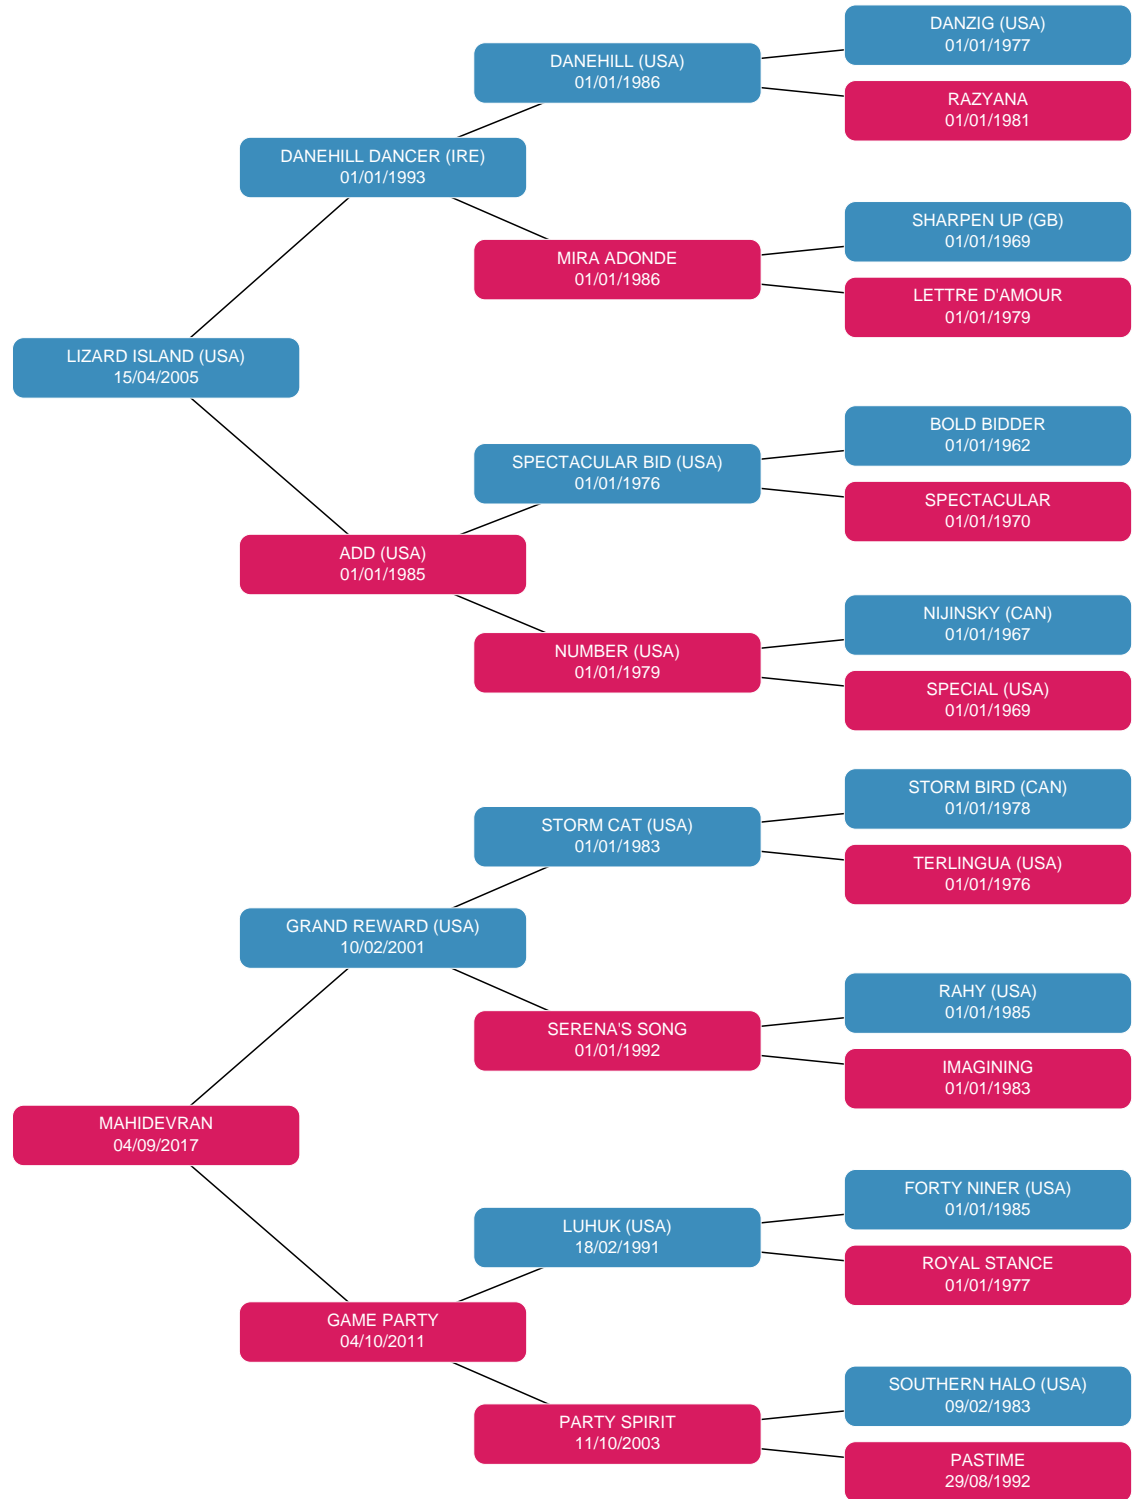 DANZIG (USA)
01/01/1977
DANEHILL (USA)
01/01/1986
RAZYANA
01/01/1981
DANEHILL DANCER (IRE)
01/01/1993
SHARPEN UP (GB)
01/01/1969
MIRA ADONDE
01/01/1986
LETTRE D'AMOUR
01/01/1979
LIZARD ISLAND (USA)
15/04/2005
BOLD BIDDER
01/01/1962
SPECTACULAR BID (USA)
01/01/1976
SPECTACULAR
01/01/1970
ADD (USA)
01/01/1985
NIJINSKY (CAN)
01/01/1967
NUMBER (USA)
01/01/1979
SPECIAL (USA)
01/01/1969
STORM BIRD (CAN)
01/01/1978
STORM CAT (USA)
01/01/1983
TERLINGUA (USA)
01/01/1976
GRAND REWARD (USA)
10/02/2001
RAHY (USA)
01/01/1985
SERENA'S SONG
01/01/1992
IMAGINING
01/01/1983
MAHIDEVRAN
04/09/2017
FORTY NINER (USA)
01/01/1985
LUHUK (USA)
18/02/1991
ROYAL STANCE
01/01/1977
GAME PARTY
04/10/2011
SOUTHERN HALO (USA)
09/02/1983
PARTY SPIRIT
11/10/2003
PASTIME
29/08/1992